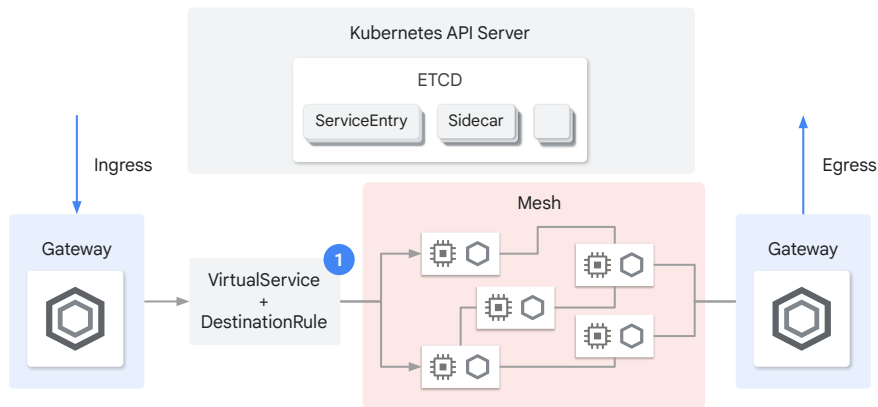 Kubernetes API Server
ETCD
ServiceEntry
Sidecar
Ingress
Egress
Mesh
Gateway
1
VirtualService
+
DestinationRule
Gateway